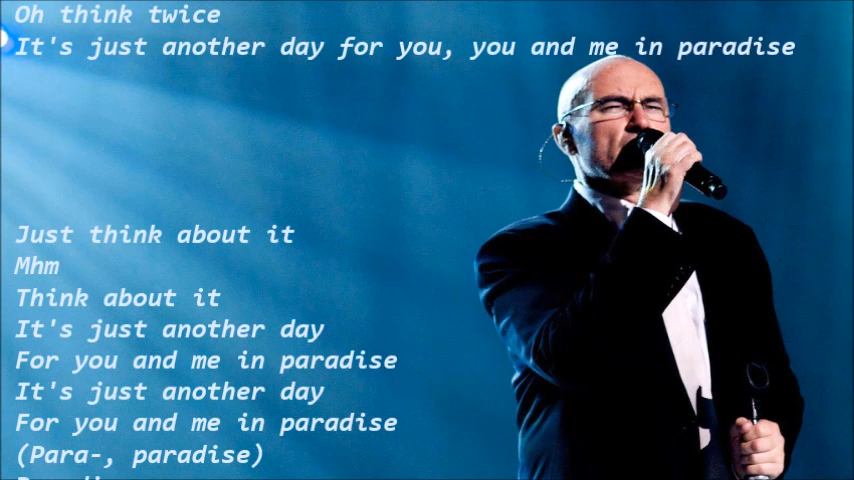 Oh think twice
It's just another day for you, you and me in paradise
Just think about it
Mhm
Think about it
It's just another day
For you and me in paradise
It's just another day
For you and me in paradise
(Para-, paradise)